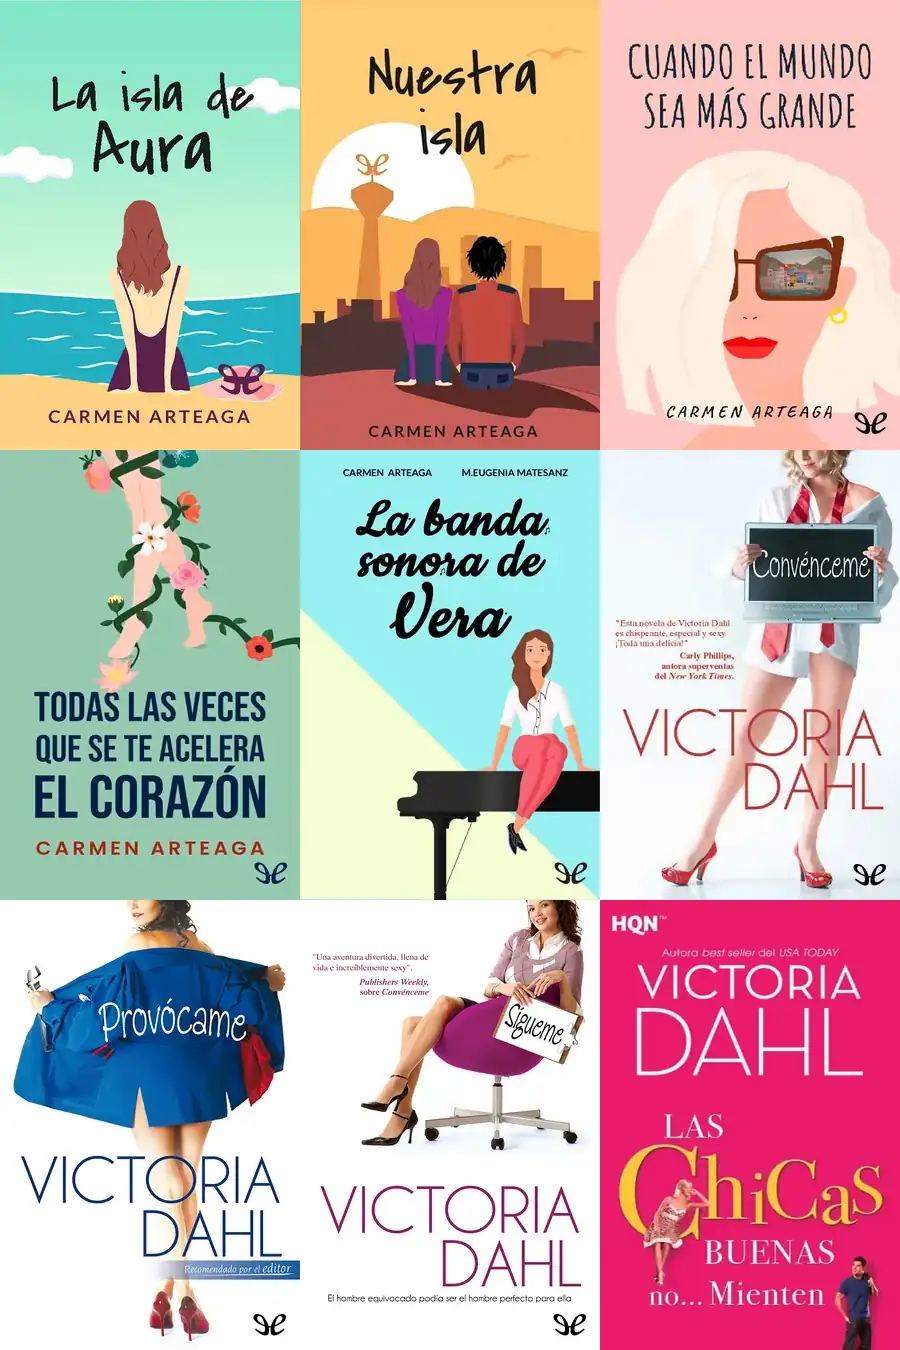 La isla de
Aura
CARMEN ARTEAGA
Nuestra
isla
CARMEN ARTEAGA
CUANDO EL MUNDO
SEA MÁS GRANDE
CARMEN ARTEAGA
TODAS LAS VECES
QUE SE TE ACELERA
EL CORAZÓN
CARMEN ARTEAGA
CARMEN ARTEAGA M.EUGENIA MATESANZ
La banda
sonora de
Vera
Convénceme
"Esta novela de Victoria Dahl
es chispeante, especial y sexy.
¡Toda una delicia!"
Carly Phillips,
autora superventas
del New York Times.
VICTORIA
DAHL
Provócame
VICTORIA
DAHL
Recomendado por el editor
"Una aventura divertida, llena de
vida e increíblemente sexy".
Publishers Weekly,
sobre Convénceme
Sígueme
VICTORIA
DAHL
El hombre equivocado podía ser el hombre perfecto para ella
HQN™
Autora best seller del USA TODAY
VICTORIA
DAHL
LAS
Chicas
BUENAS
no... Mienten